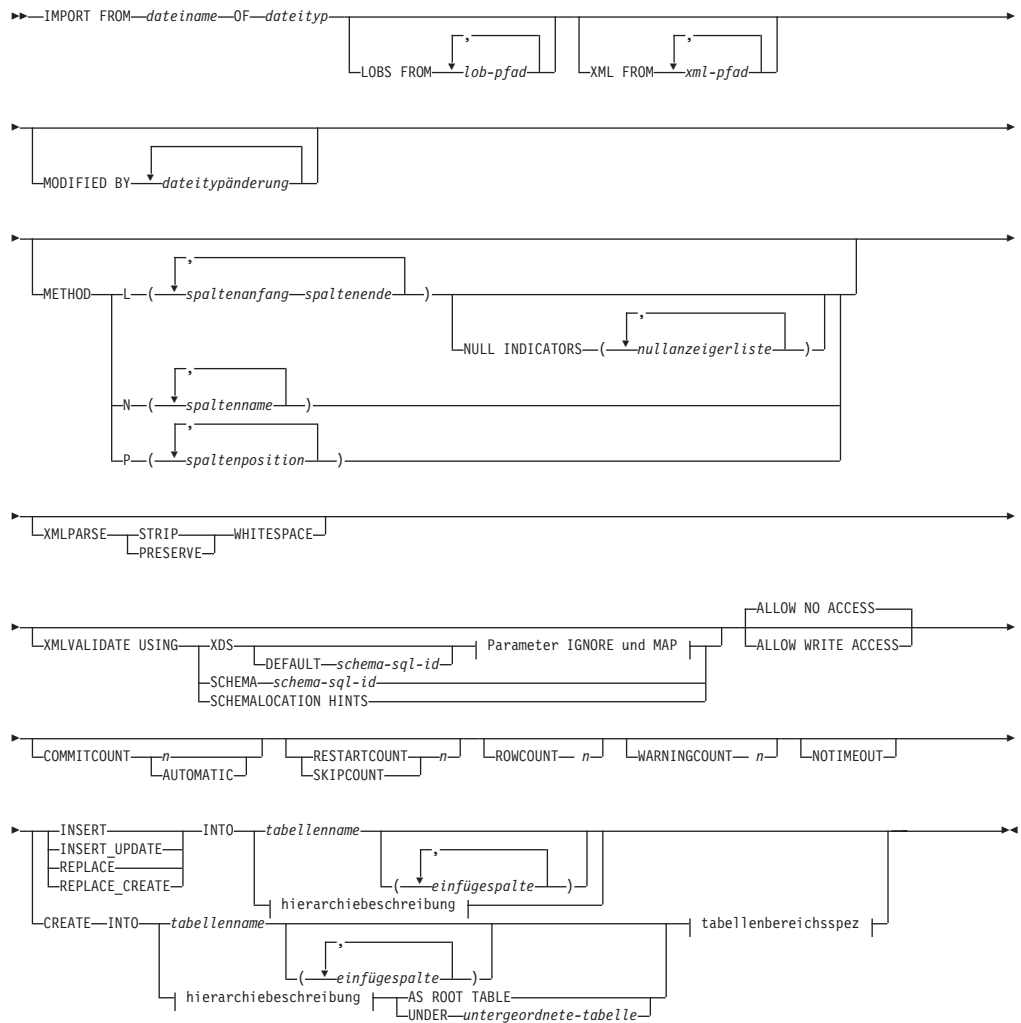 IMPORT FROM dateiname OF dateityp
,
,
LOBS FROM lob-pfad XML FROM xml-pfad
MODIFIED BY dateitypänderung
,
METHOD L ( spaltenanfang spaltenende )
,
NULL INDICATORS ( nullanzeigerliste )
,
N ( spaltenname )
,
P ( spaltenposition )
XMLPARSE STRIP WHITESPACE
PRESERVE
ALLOW NO ACCESS
XMLVALIDATE USING XDS Parameter IGNORE und MAP ALLOW WRITE ACCESS
DEFAULT schema-sql-id
SCHEMA schema-sql-id
SCHEMALOCATION HINTS
COMMITCOUNT n RESTARTCOUNT n ROWCOUNT n WARNINGCOUNT n NOTIMEOUT
AUTOMATIC SKIPCOUNT
INSERT INTO tabellenname
INSERT_UPDATE ,
REPLACE
REPLACE_CREATE ( einfügespalte )
hierarchiebeschreibung
CREATE INTO tabellenname tabellenbereichsspez
,
( einfügespalte )
hierarchiebeschreibung AS ROOT TABLE
UNDER untergeordnete-tabelle